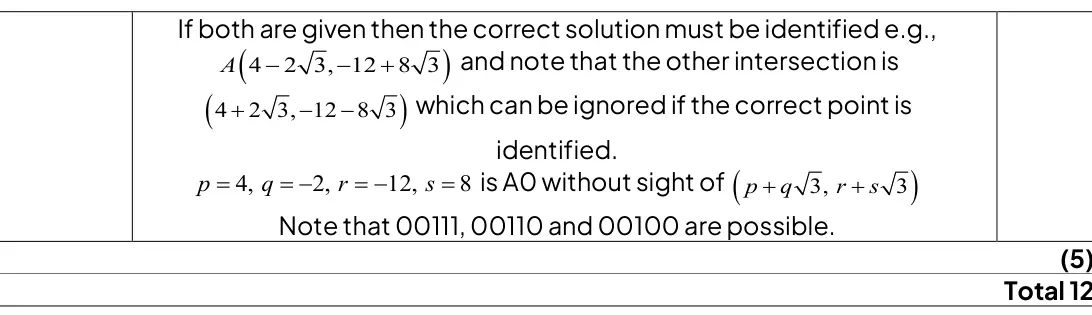 If both are given then the correct solution must be identified e.g.,
A(4 − 2√3, −12 + 8√3) and note that the other intersection is
(4 + 2√3, −12 − 8√3) which can be ignored if the correct point is
identified.
p = 4, q = −2, r = −12, s = 8 is A0 without sight of (p + q√3, r + s√3)
Note that 00111, 00110 and 00100 are possible.
(5)
Total 12